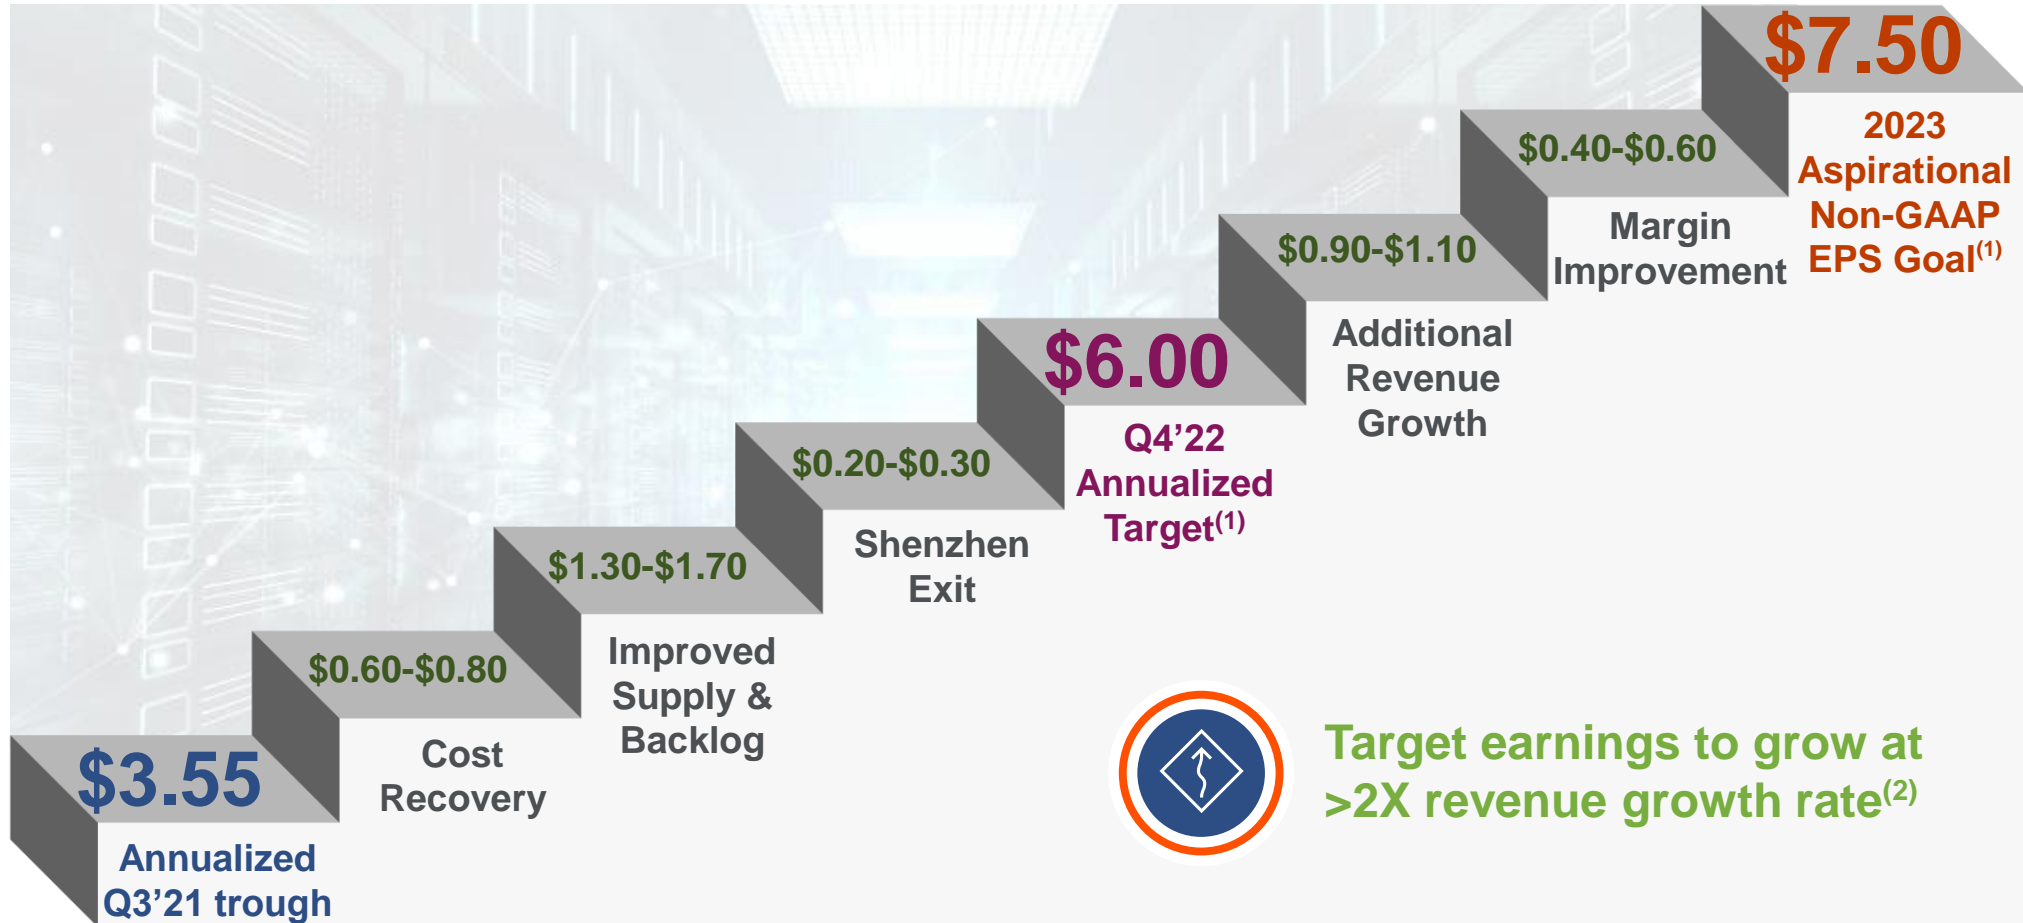 $3.55
Annualized
Q3’21 trough
$0.60-$0.80
Cost
Recovery
$1.30-$1.70
Improved
Supply &
Backlog
$0.20-$0.30
Shenzhen
Exit
$6.00
Q4’22
Annualized
Target(1)
$0.90-$1.10
Additional
Revenue
Growth
$0.40-$0.60
Margin
Improvement
$7.50
2023
Aspirational
Non-GAAP
EPS Goal(1)
Target earnings to grow at
>2X revenue growth rate(2)